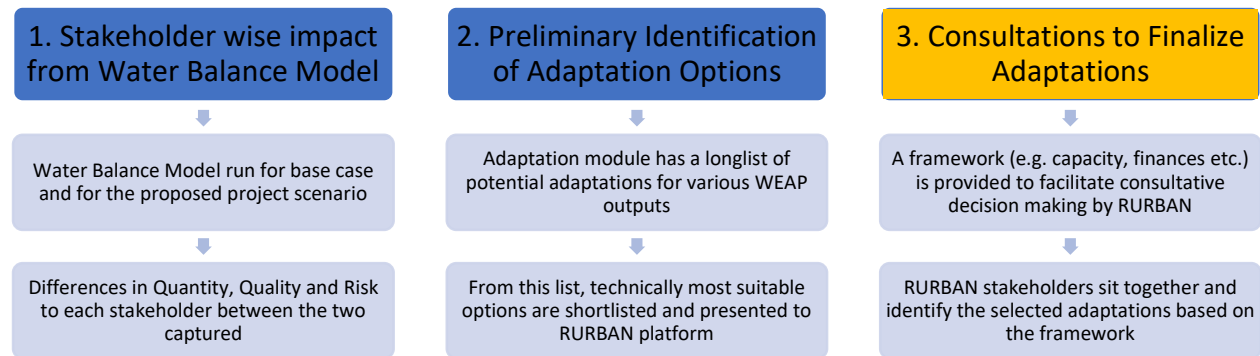 1. Stakeholder wise impact
from Water Balance Model
Water Balance Model run for base case
and for the proposed project scenario
Differences in Quantity, Quality and Risk
to each stakeholder between the two
captured
2. Preliminary Identification
of Adaptation Options
Adaptation module has a longlist of
potential adaptations for various WEAP
outputs
From this list, technically most suitable
options are shortlisted and presented to
RURBAN platform
3. Consultations to Finalize
Adaptations
A framework (e.g. capacity, finances etc.)
is provided to facilitate consultative
decision making by RURBAN
RURBAN stakeholders sit together and
identify the selected adaptations based on
the framework